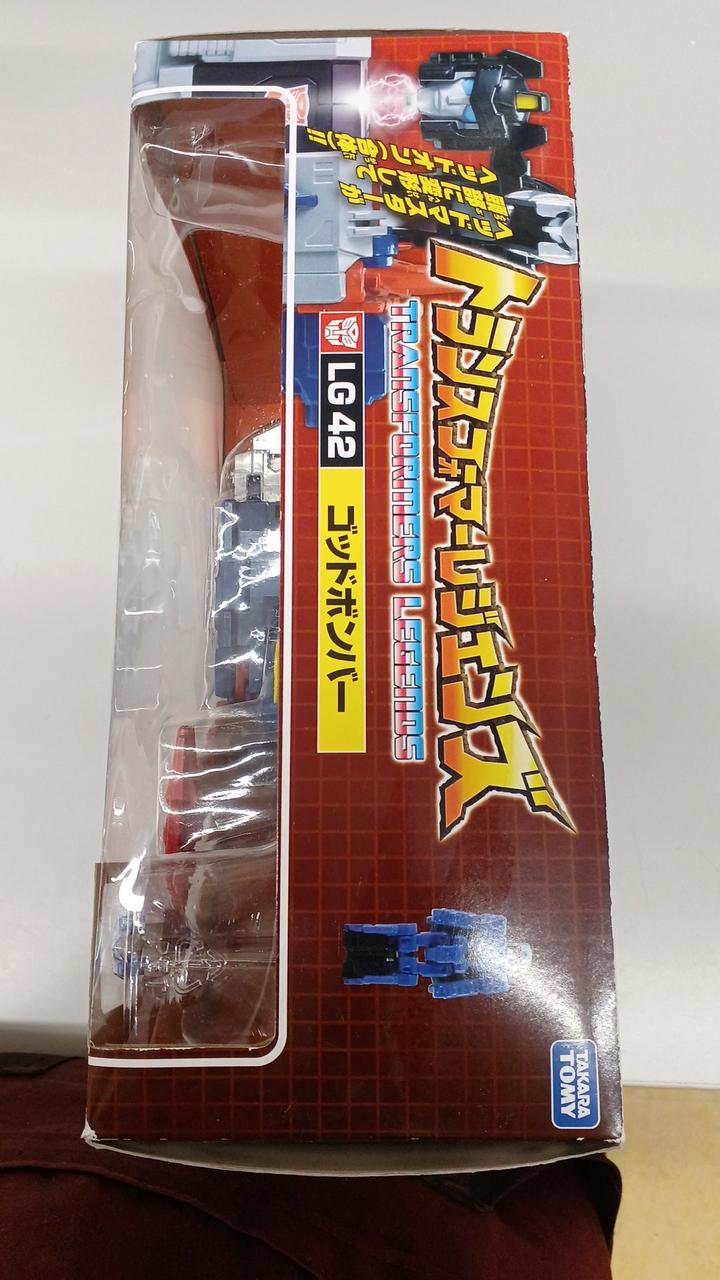 ヘッドマスターが
頭部に変形して
ヘッドオン(合体)!!
トランスフォーマーレジェンズ
TRANSFORMERS LEGENDS
LG 42 ゴッドボンバー
TAKARA
TOMY